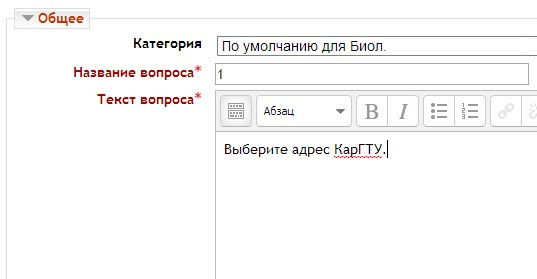 Общее
Категория По умолчанию для Биол.
Название вопроса* 1
Текст вопроса* Абзац B I
Выберите адрес КарГТУ.